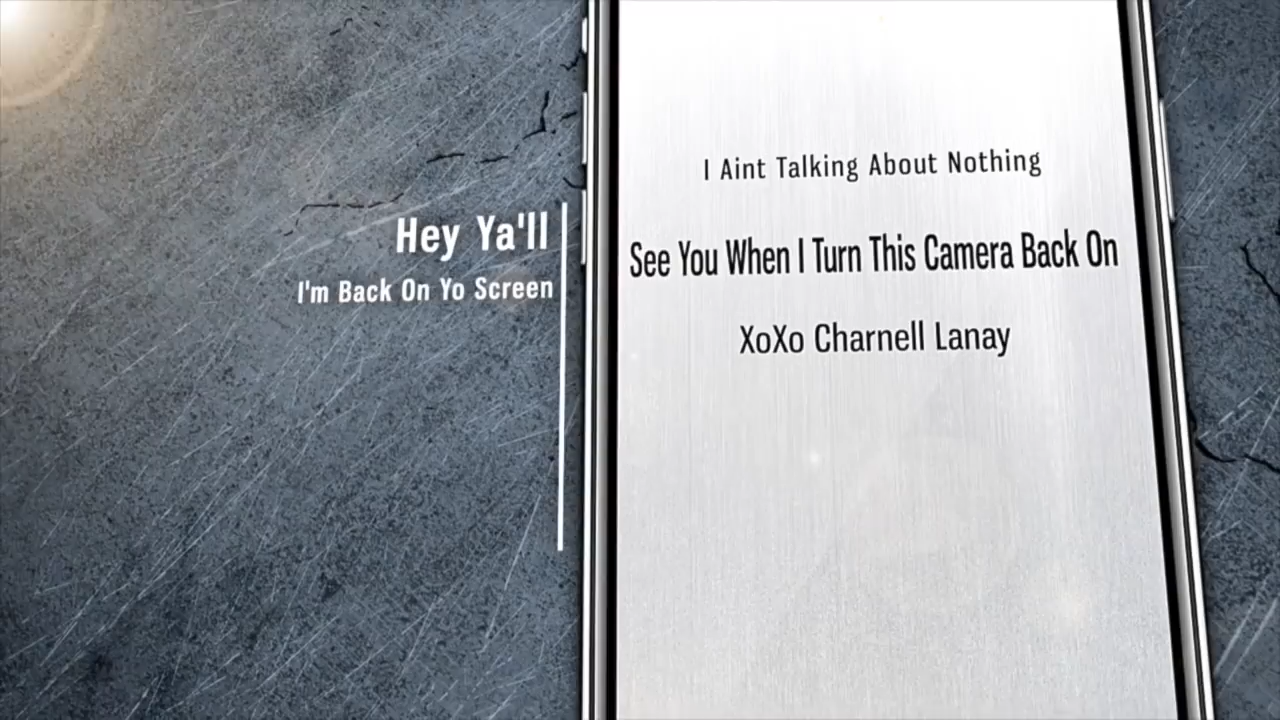 Hey Ya'll
I'm Back On Yo Screen
I Aint Talking About Nothing
See You When I Turn This Camera Back On
XoXo Charnell Lanay